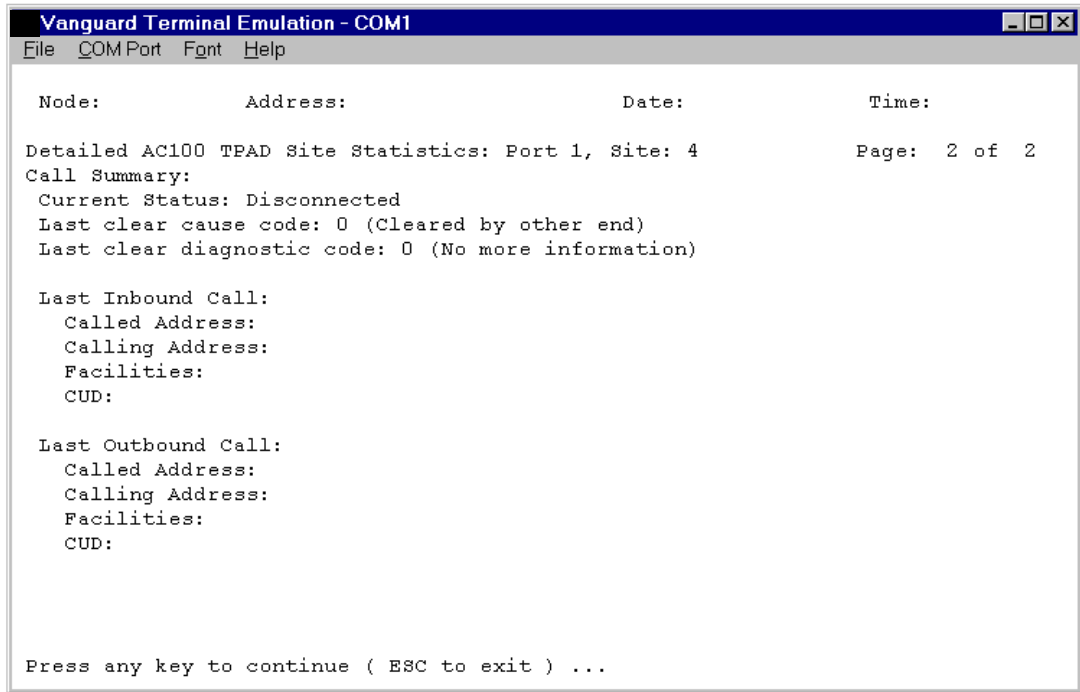 Vanguard Terminal Emulation - COM1
File COM Port Font Help
Node: Address: Date: Time:
Detailed AC100 TPAD Site Statistics: Port 1, Site: 4 Page: 2 of 2
Call Summary:
Current Status: Disconnected
Last clear cause code: 0 (Cleared by other end)
Last clear diagnostic code: 0 (No more information)
Last Inbound Call:
Called Address:
Calling Address:
Facilities:
CUD:
Last Outbound Call:
Called Address:
Calling Address:
Facilities:
CUD:
Press any key to continue ( ESC to exit ) ...